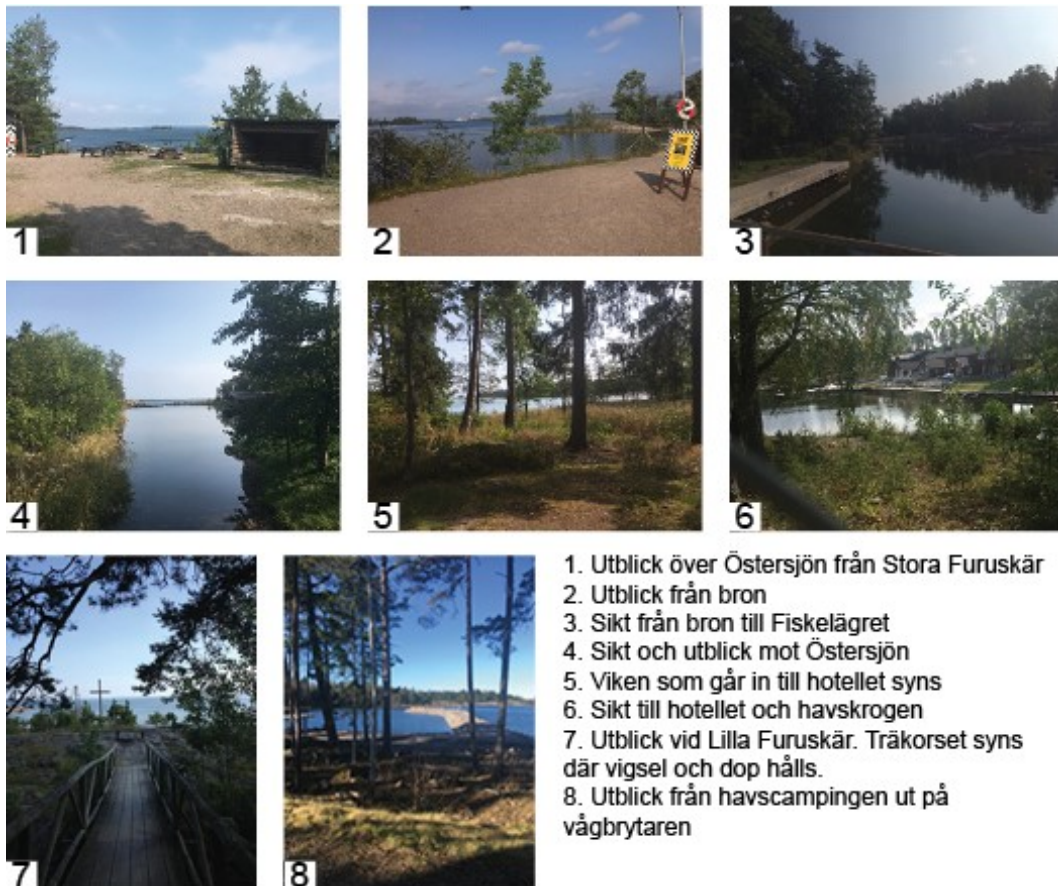 1
2
3
4
5
6
7
8
1. Utblick över Östersjön från Stora Furuskär
2. Utblick från bron
3. Sikt från bron till Fiskelägret
4. Sikt och utblick mot Östersjön
5. Viken som går in till hotellet syns
6. Sikt till hotellet och havskrogen
7. Utblick vid Lilla Furuskär. Träkorset syns
där vigsel och dop hålls.
8. Utblick från havscampingen ut på
vågbrytaren